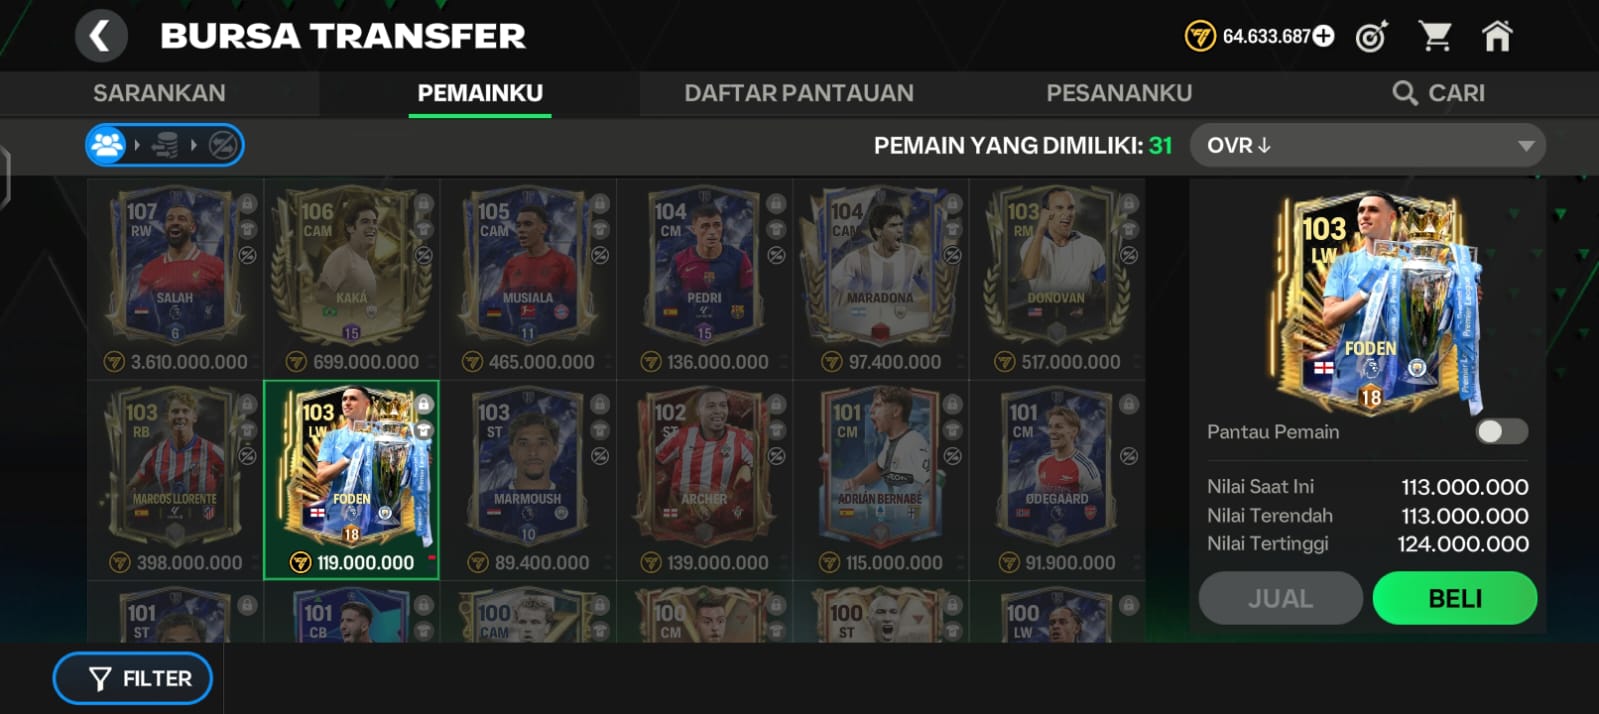 BURSA TRANSFER
64.633.687
SARANKAN
PEMAINKU
DAFTAR PANTAUAN
PESANANKU
CARI
PEMAIN YANG DIMILIKI: 31
OVR ↓
107
RW
SALAH
6
3.610.000.000
106
CAM
KAKÁ
15
699.000.000
105
CAM
MUSIALA
11
465.000.000
104
CM
PEDRI
15
136.000.000
104
CAM
MARADONA
97.400.000
103
RM
DONOVAN
517.000.000
103
RB
MARCOS LLORENTE
398.000.000
103
LW
FODEN
18
119.000.000
103
ST
MARMOUSH
10
89.400.000
102
ST
ARCHER
139.000.000
101
CM
ADRIÁN BERNABÉ
115.000.000
101
CM
ØDEGAARD
91.900.000
101
ST
101
CB
100
CAM
100
CM
100
ST
100
LW
103
LW
FODEN
18
Premier League
Pantau Pemain
Nilai Saat Ini 113.000.000
Nilai Terendah 113.000.000
Nilai Tertinggi 124.000.000
JUAL
BELI
FILTER